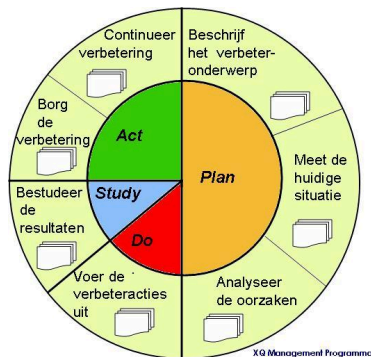 Continueer
verbetering
Beschrijf
het verbeter-
onderwerp
Borg
de
verbetering
Act
Plan
Meet de
huidige
situatie
Bestudeer
de
resultaten
Study
Do
Voer de
verbeteracties
uit
Analyseer
de oorzaken
XQ Management Programma